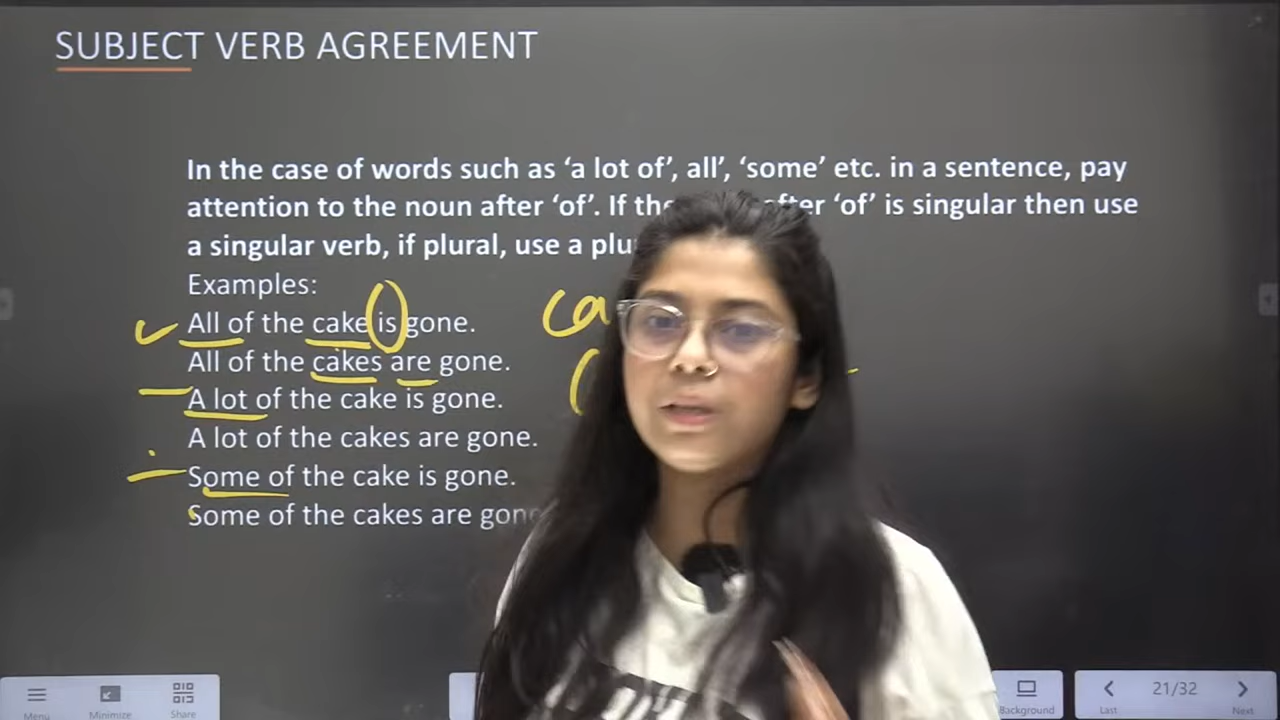 SUBJECT VERB AGREEMENT
In the case of words such as ‘a lot of’, all’, ‘some’ etc. in a sentence, pay
attention to the noun after ‘of’. If the after ‘of’ is singular then use
a singular verb, if plural, use a
Examples:
All of the cake is gone.
All of the cakes are gone.
A lot of the cake is gone.
A lot of the cakes are gone.
Some of the cake is gone.
Some of the cakes are
Menu
Minimize
Share
Background
Last
21/32
Next